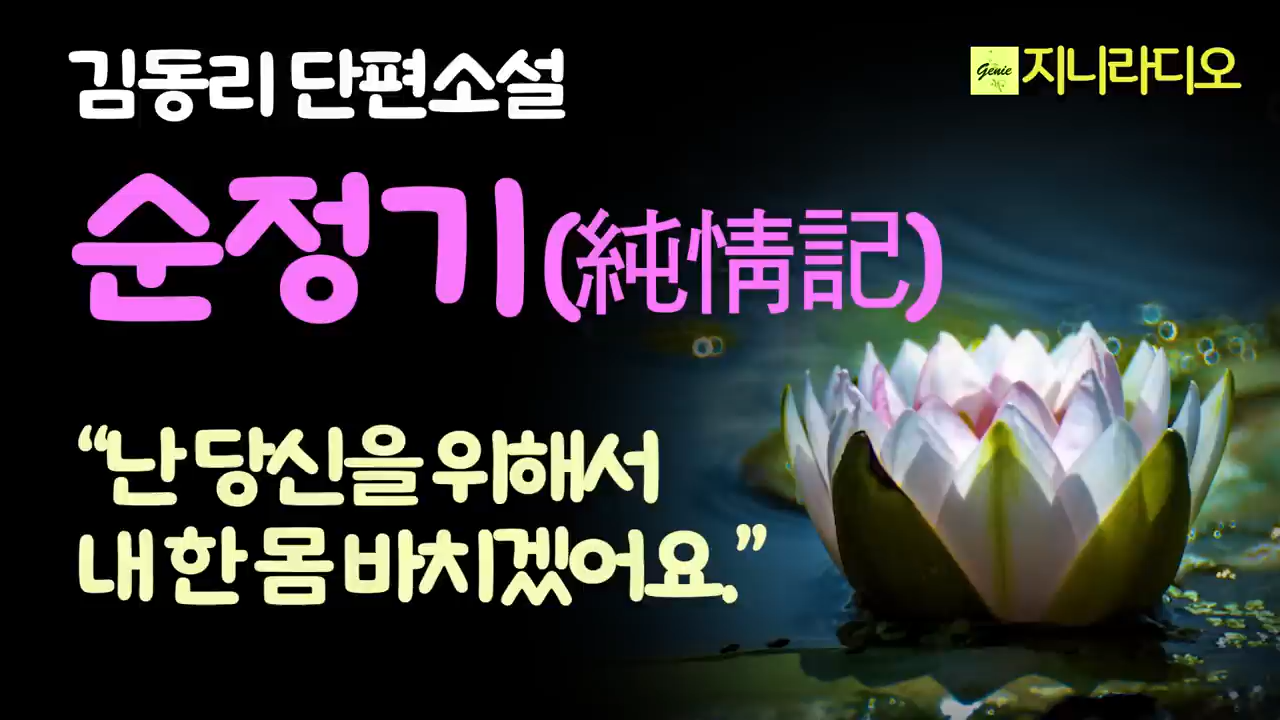 김동리 단편소설
Genie 지니라디오
순정기(純情記)
“난 당신을 위해서
내 한 몸 바치겠어요.”